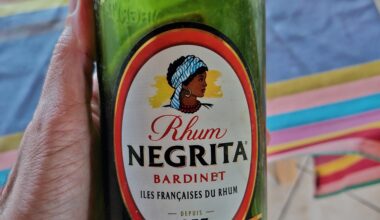 Rhum
NEGRITA
BARDINET
ILES FRANÇAISES DU RHUM
DEPUIS